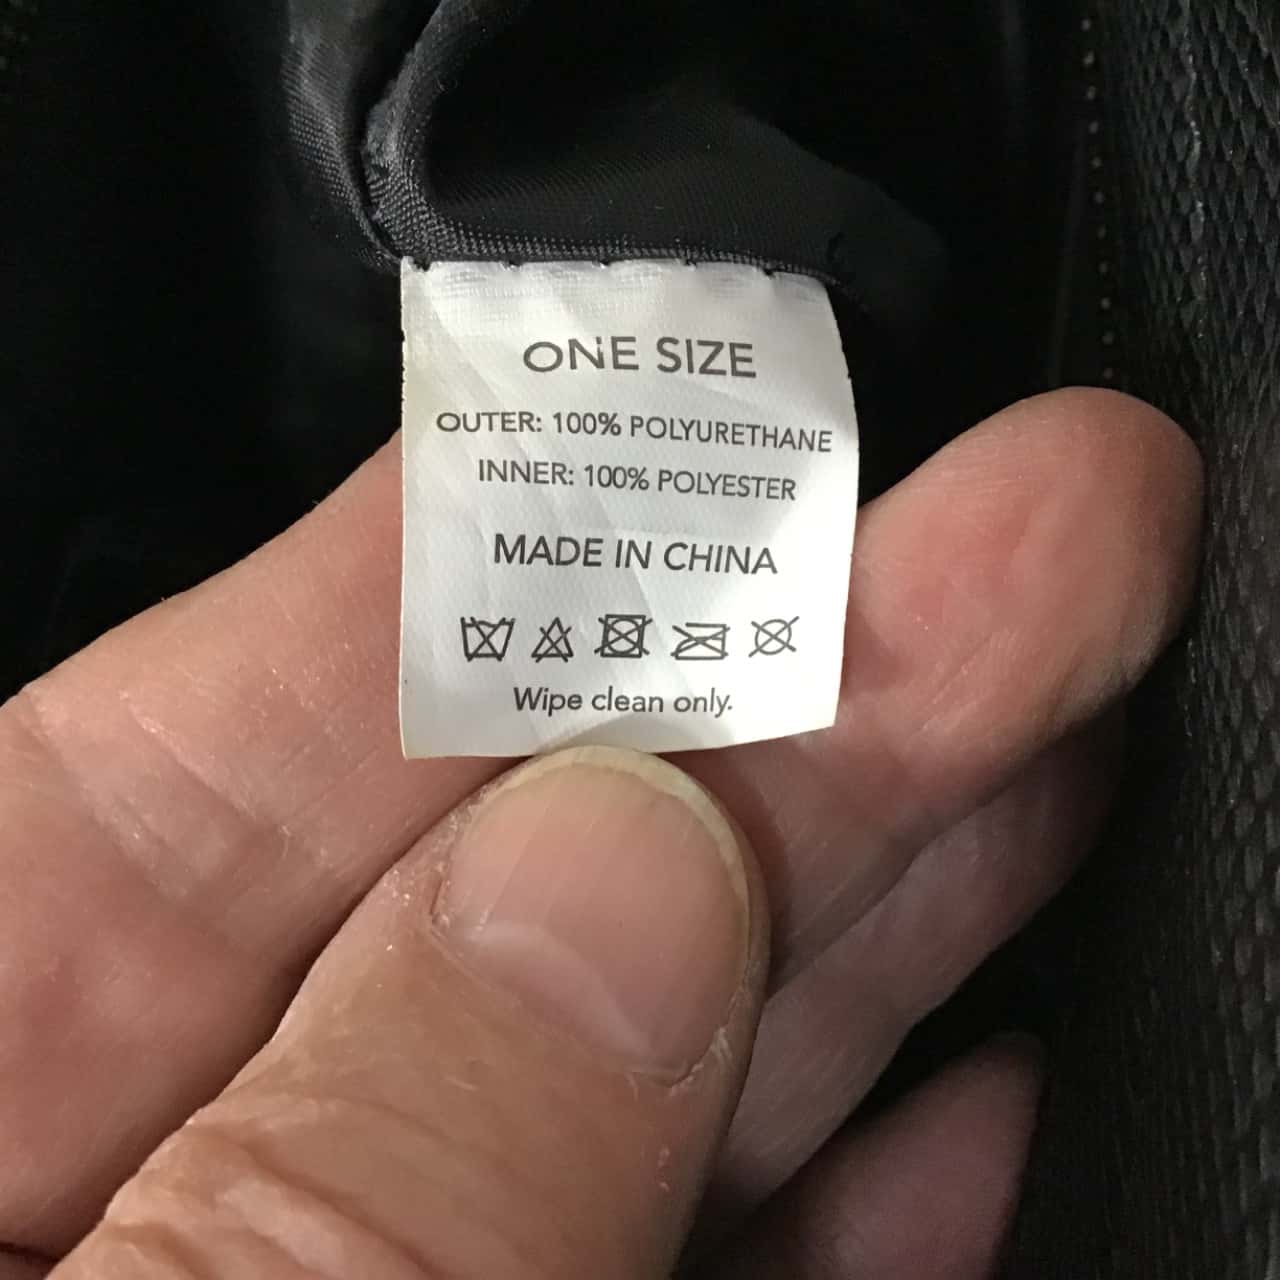 ONE SIZE
OUTER: 100% POLYURETHANE
INNER: 100% POLYESTER
MADE IN CHINA
Wipe clean only.